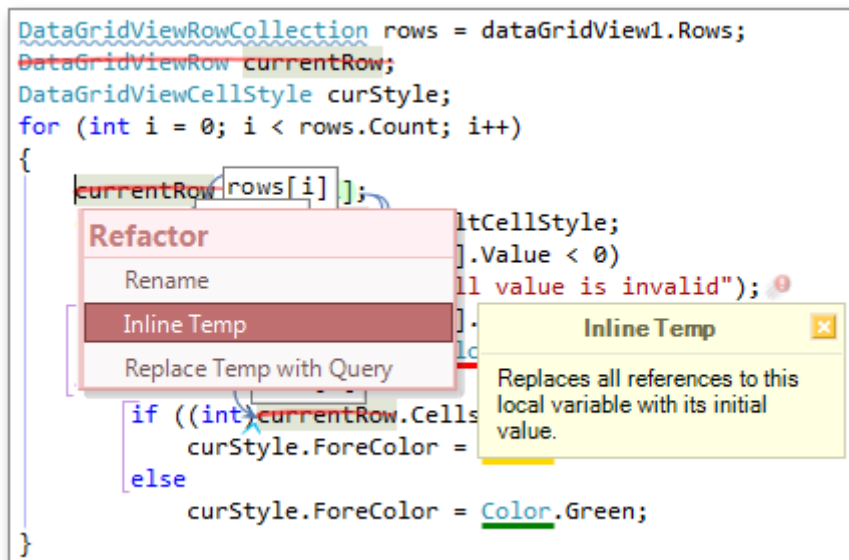 DataGridViewRowCollection rows = dataGridView1.Rows;
DataGridViewRow currentRow;
DataGridViewCellStyle curStyle;
for (int i = 0; i < rows.Count; i++)
{
currentRow rows[i] ];
ltCellStyle;
Refactor
].Value < 0)
Rename
ll value is invalid");
Inline Temp
].
Inline Temp
Replace Temp with Query
Replaces all references to this
local variable with its initial
value.
if ((int)currentRow.Cells
curStyle.ForeColor =
else
curStyle.ForeColor = Color.Green;
}